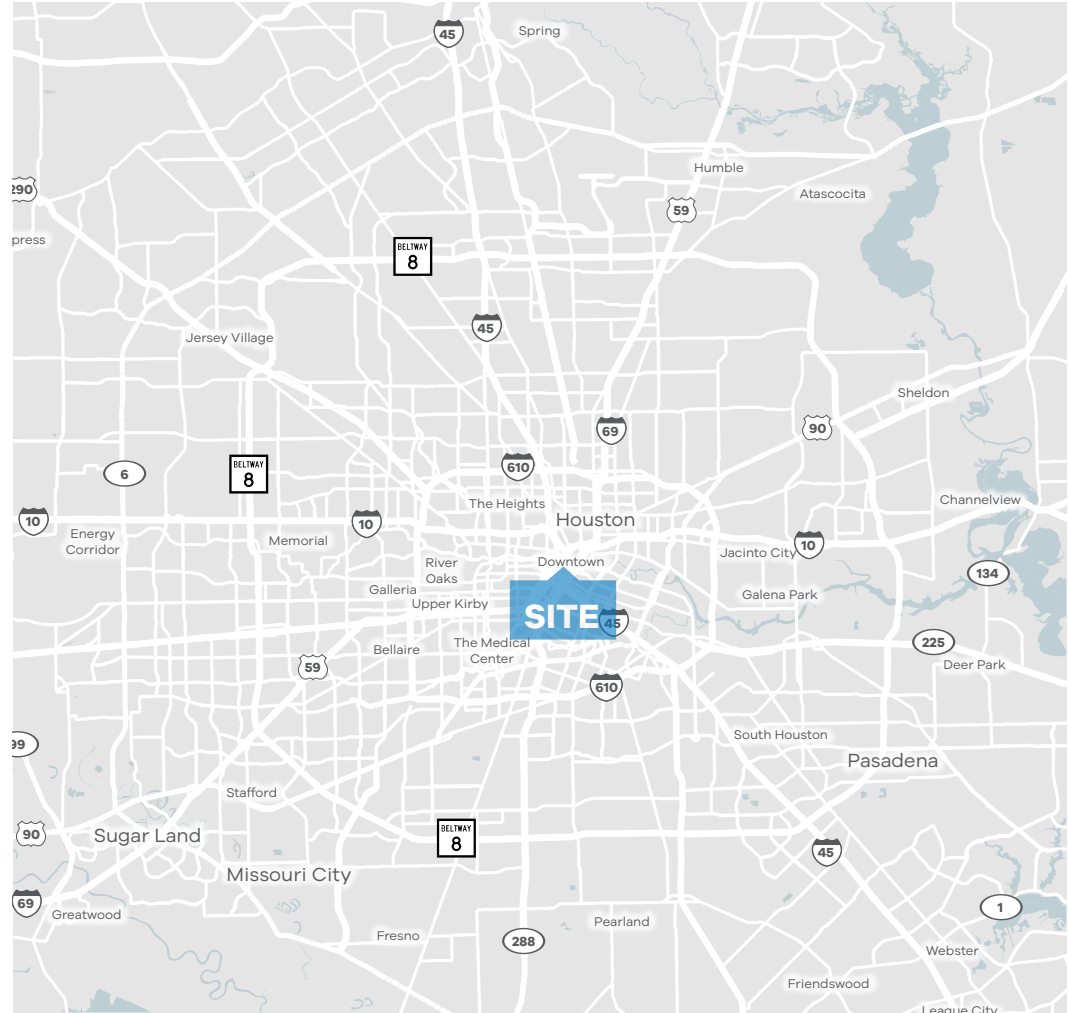 45
Spring
Humble
290
Atascocita
59
press
BELTWAY
8
45
Jersey Village
Sheldon
90
69
610
6
BELTWAY
8
The Heights
Channelview
10
10
Houston
Energy
Corridor
Memorial
10
Jacinto City
Downtown
River
Oaks
134
Galleria
Galena Park
Upper Kirby
SITE
45
225
The Medical
Center
Bellaire
Deer Park
59
610
South Houston
99
Pasadena
Stafford
90
Sugar Land
BELTWAY
8
45
Missouri City
69
Greatwood
1
Pearland
Fresno
288
Webster
Friendswood
League City